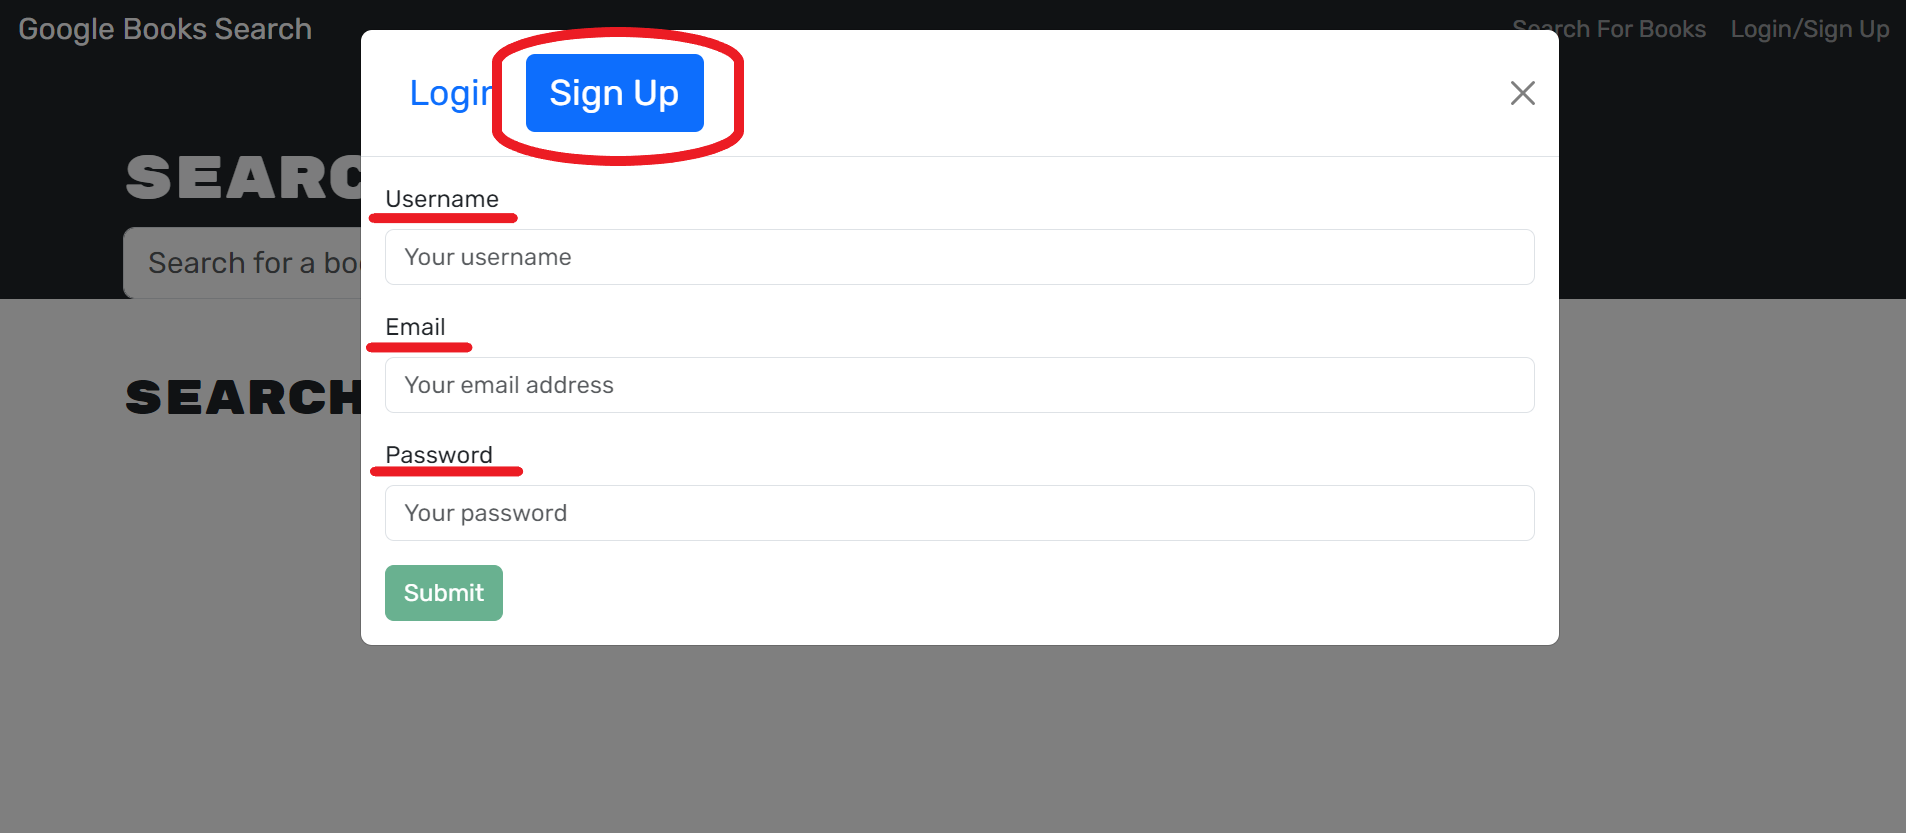 Google Books Search
Search For Books
Login/Sign Up
Login
Sign Up
SEARC
Search for a boo
SEARCH
Username
Your username
Email
Your email address
Password
Your password
Submit